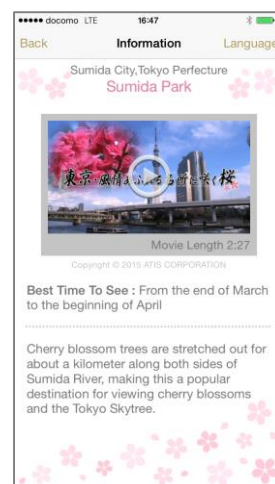 docomo LTE 16:47
Back Information Language
Sumida City,Tokyo Perfecture
Sumida Park
東京・風情あふれる名所に咲く桜
Movie Length 2:27
Copyright © 2015 ATIS CORPORATION
Best Time To See : From the end of March
to the beginning of April
Cherry blossom trees are stretched out for
about a kilometer along both sides of
Sumida River, making this a popular
destination for viewing cherry blossoms
and the Tokyo Skytree.